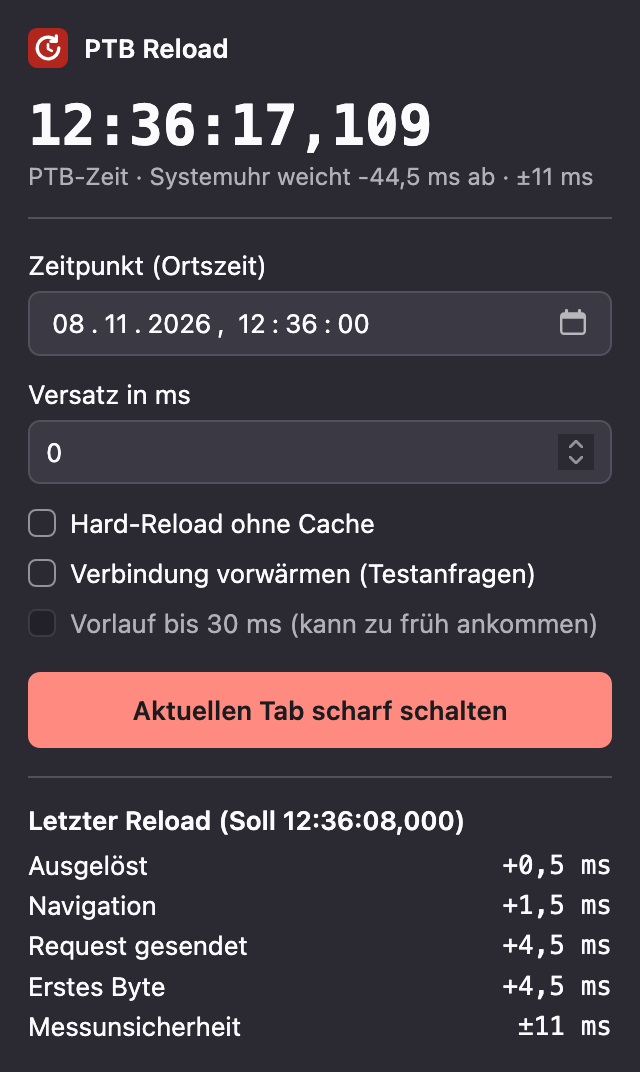 PTB Reload
12:36:17,109
PTB-Zeit · Systemuhr weicht -44,5 ms ab · ±11 ms
Zeitpunkt (Ortszeit)
08.11.2026, 12:36:00
Versatz in ms
0
Hard-Reload ohne Cache
Verbindung vorwärmen (Testanfragen)
Vorlauf bis 30 ms (kann zu früh ankommen)
Aktuellen Tab scharf schalten
Letzter Reload (Soll 12:36:08,000)
Ausgelöst +0,5 ms
Navigation +1,5 ms
Request gesendet +4,5 ms
Erstes Byte +4,5 ms
Messunsicherheit ±11 ms